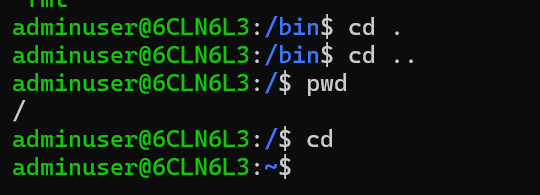 adminuser@6CLN6L3:/bin$ cd .
adminuser@6CLN6L3:/bin$ cd ..
adminuser@6CLN6L3:/$ pwd
/
adminuser@6CLN6L3:/$ cd
adminuser@6CLN6L3:~$